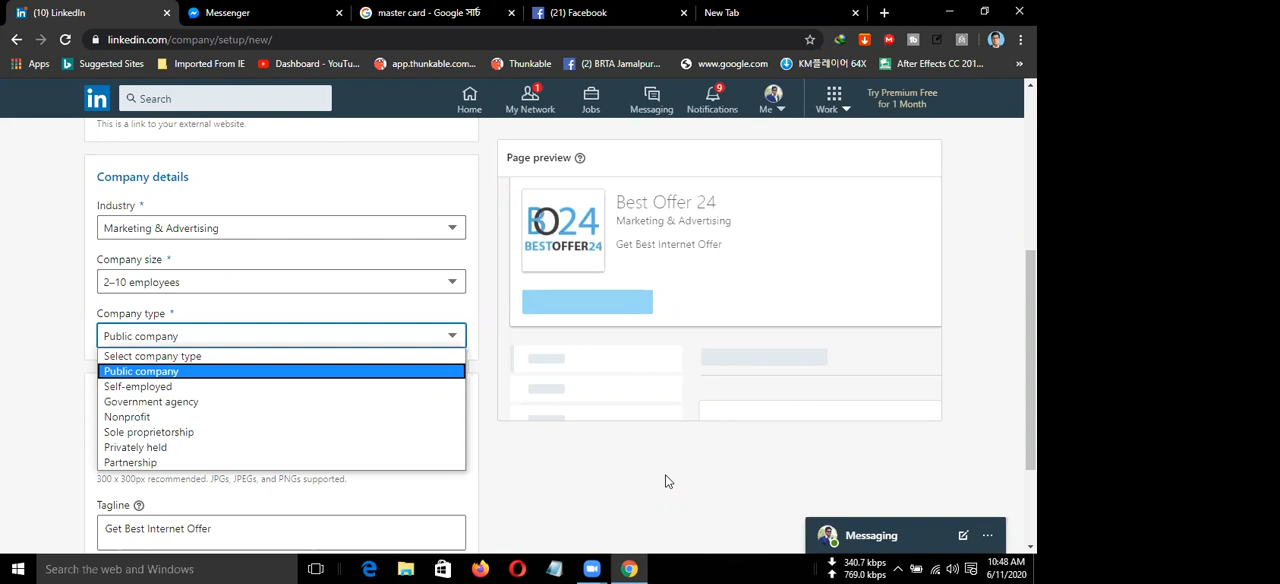 (10) LinkedIn
Messenger
master card - Google সার্চ
(21) Facebook
New Tab
linkedin.com/company/setup/new/
Apps
Suggested Sites
Imported From IE
Dashboard - YouTu...
app.thunkable.com...
Thunkable
(2) BRTA Jamalpur...
www.google.com
KM플레이어 64X
After Effects CC 201...
in
Search
Home
1
My Network
Jobs
Messaging
9
Notifications
Me
Work
Try Premium Free
for 1 Month
This is a link to your external website.
Company details
Industry *
Marketing & Advertising
Company size *
2–10 employees
Company type *
Public company
Select company type
Public company
Self-employed
Government agency
Nonprofit
Sole proprietorship
Privately held
Partnership
300 x 300px recommended. JPGs, JPEGs, and PNGs supported.
Tagline
Get Best Internet Offer
Page preview
BO24
BESTOFFER24
Best Offer 24
Marketing & Advertising
Get Best Internet Offer
Messaging
Search the web and Windows
340.7 kbps
769.0 kbps
10:48 AM
6/11/2020